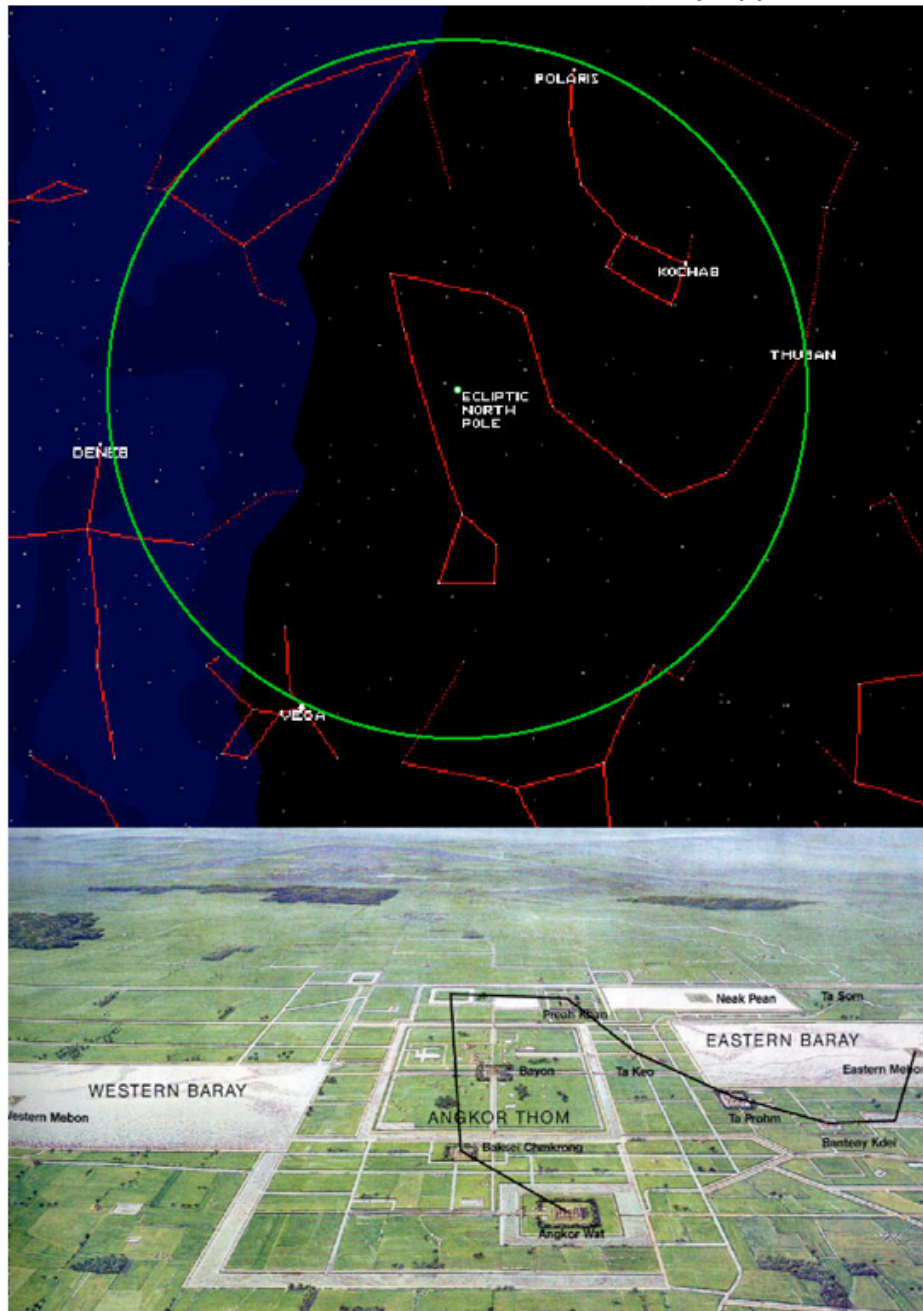 POLARIS
KOCHAB
THUBAN
ECLIPTIC
NORTH
POLE
DENEB
VEGA
Neak Pean
Ta Som
Preah Khan
EASTERN BARAY
Bayon
Ta Keo
Eastern Mebon
WESTERN BARAY
Western Mebon
ANGKOR THOM
Ta Prohm
Baksei Chmkrong
Banteay Kdei
Angkor Wat